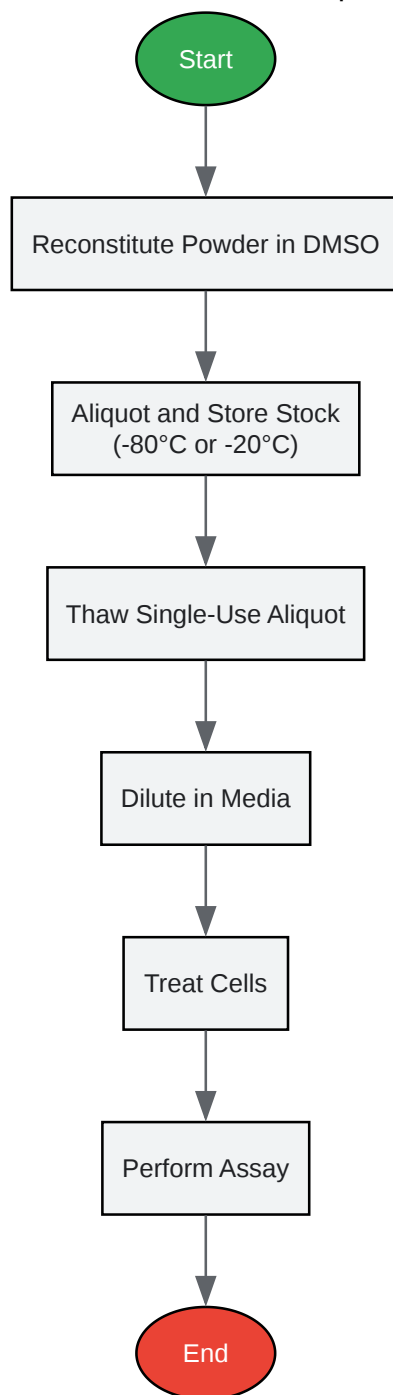 Start
Reconstitute Powder in DMSO
Aliquot and Store Stock
(-80°C or -20°C)
Thaw Single-Use Aliquot
Dilute in Media
Treat Cells
Perform Assay
End